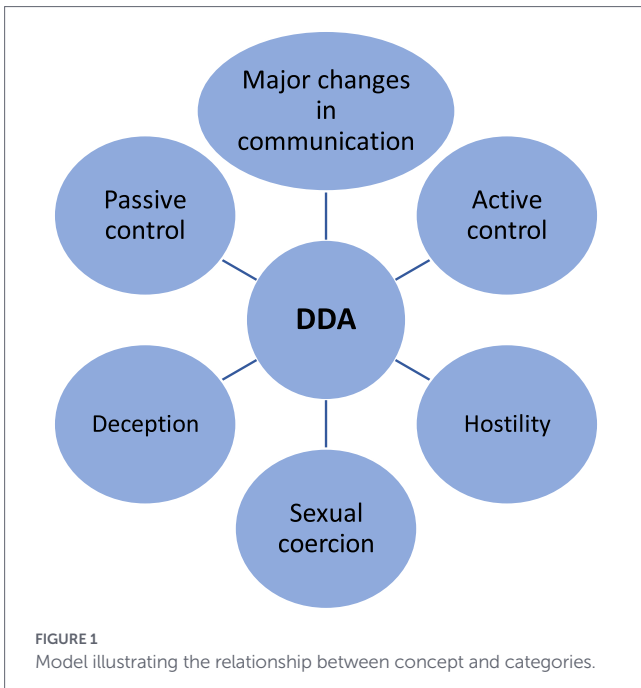 Major changes
in
communication
Passive
control
Active
control
DDA
Deception
Hostility
Sexual
coercion
FIGURE 1
Model illustrating the relationship between concept and categories.